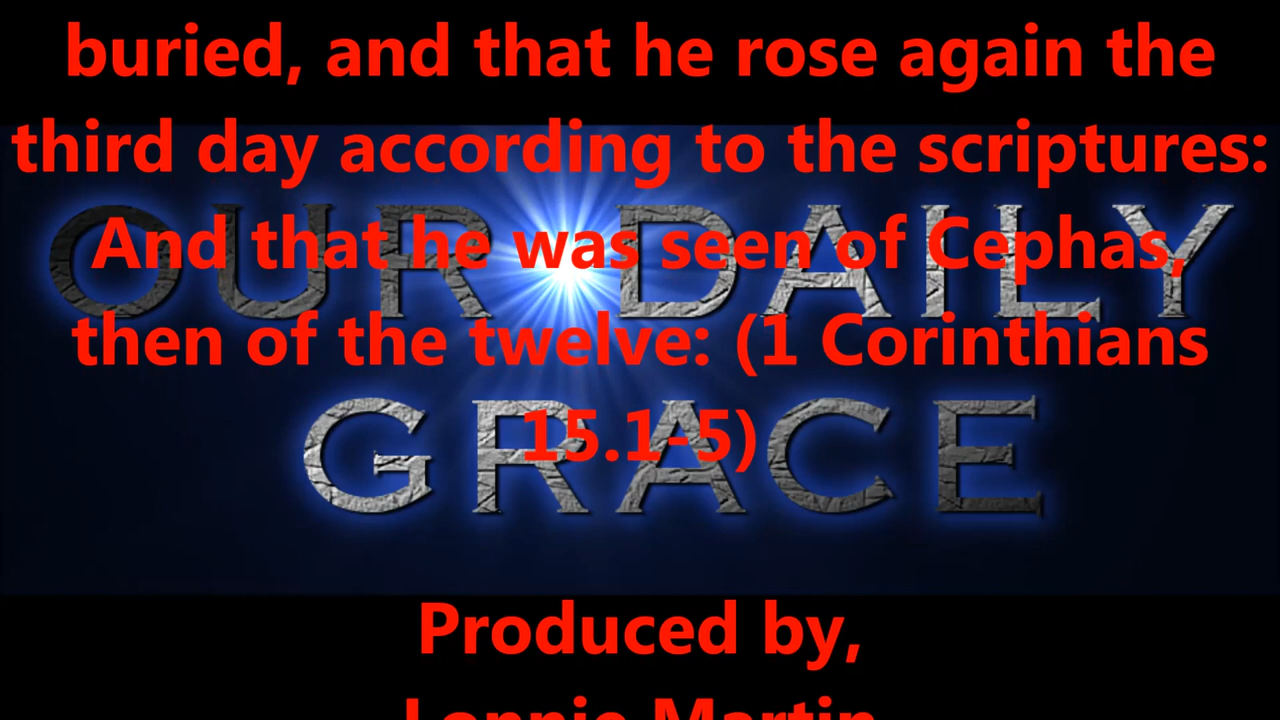 buried, and that he rose again the
third day according to the scriptures:
And that he was seen of Cephas,
then of the twelve: (1 Corinthians
15.1-5)
OUR DAILY
GRACE
Produced by,
Lonnie Martin